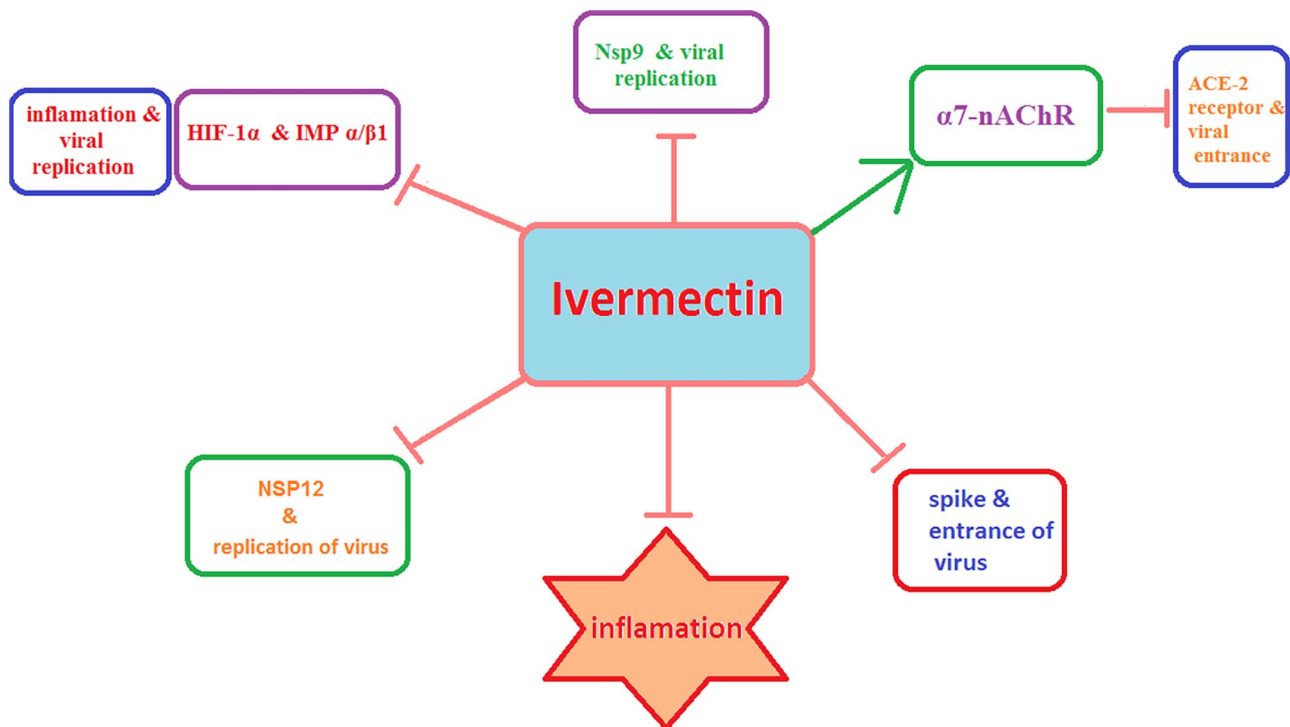 Nsp9 & viral
replication
inflamation &
viral
replication
HIF-1α & IMP α/β1
α7-nAChR
ACE-2
receptor &
viral
entrance
Ivermectin
NSP12
&
replication of virus
inflamation
spike &
entrance of
virus